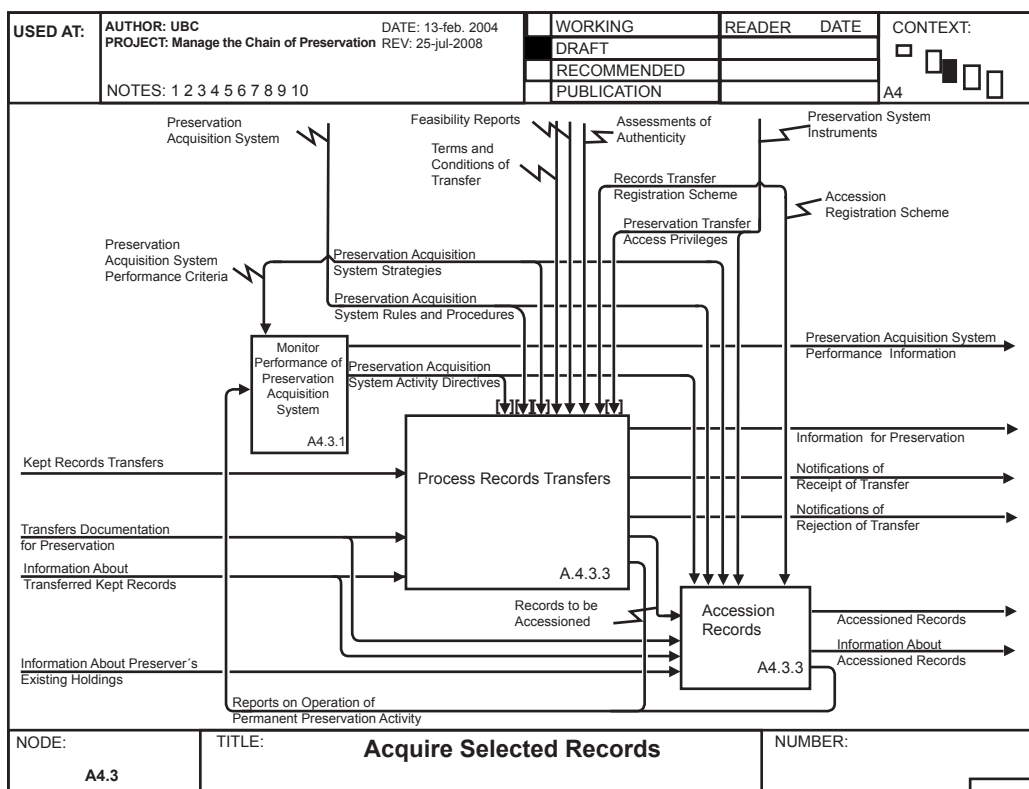 USED AT:
AUTHOR: UBC
DATE: 13-feb. 2004
PROJECT: Manage the Chain of Preservation
REV: 25-jul-2008
NOTES: 1 2 3 4 5 6 7 8 9 10
WORKING
DRAFT
RECOMMENDED
PUBLICATION
READER
DATE
CONTEXT:
A4
Preservation
Acquisition System
Feasibility Reports
Terms and
Conditions of
Transfer
Assessments of
Authenticity
Preservation System
Instruments
Records Transfer
Registration Scheme
Accession
Registration Scheme
Preservation Transfer
Access Privileges
Preservation
Acquisition System
Performance Criteria
Preservation Acquisition
System Strategies
Preservation Acquisition
System Rules and Procedures
Monitor
Performance of
Preservation
Acquisition
System
A4.3.1
Preservation Acquisition System
Performance Information
Preservation Acquisition
System Activity Directives
[ ] [ ] [ ] [ ]
Information for Preservation
Kept Records Transfers
Process Records Transfers
A.4.3.3
Notifications of
Receipt of Transfer
Notifications of
Rejection of Transfer
Transfers Documentation
for Preservation
Information About
Transferred Kept Records
Records to be
Accessioned
Accession
Records
A4.3.3
Accessioned Records
Information About
Accessioned Records
Information About Preserver´s
Existing Holdings
Reports on Operation of
Permanent Preservation Activity
NODE:
A4.3
TITLE:
Acquire Selected Records
NUMBER: